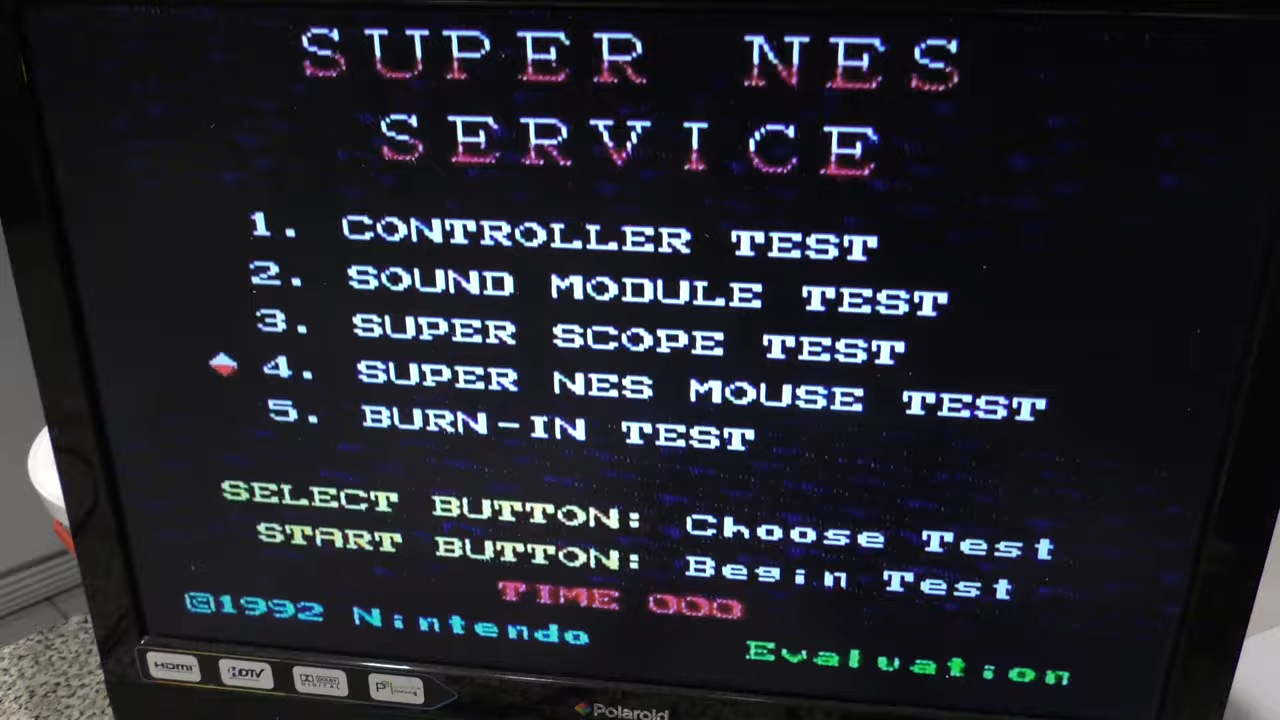 SUPER NES
SERVICE
1. CONTROLLER TEST
2. SOUND MODULE TEST
3. SUPER SCOPE TEST
4. SUPER NES MOUSE TEST
5. BURN-IN TEST
SELECT BUTTON: Choose Test
START BUTTON: Begin Test
TIME 000
©1992 Nintendo
Evaluation
HDMI
HDTV
DOLBY
DIGITAL
Polaroid